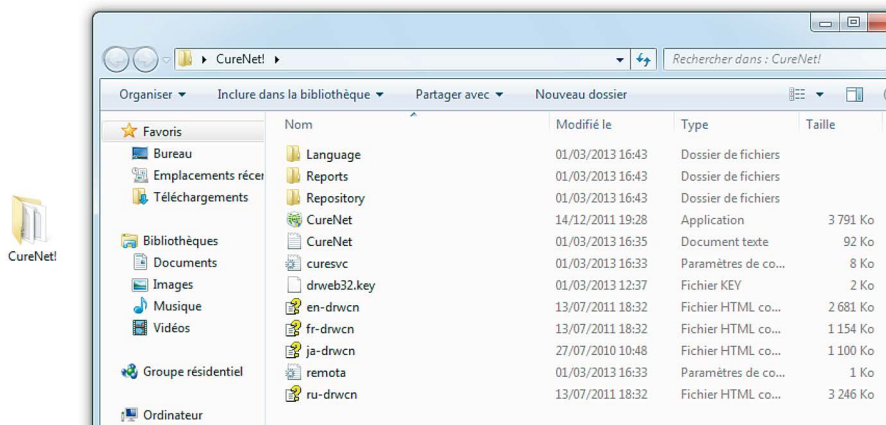 CureNet!
CureNet!
Rechercher dans : CureNet!
Organiser Inclure dans la bibliothèque Partager avec Nouveau dossier
Favoris
Bureau
Emplacements récer
Téléchargements
Bibliothèques
Documents
Images
Musique
Vidéos
Groupe résidentiel
Ordinateur
Nom Modifié le Type Taille
Language 01/03/2013 16:43 Dossier de fichiers
Reports 01/03/2013 16:43 Dossier de fichiers
Repository 01/03/2013 16:43 Dossier de fichiers
CureNet 14/12/2011 19:28 Application 3 791 Ko
CureNet 01/03/2013 16:35 Document texte 92 Ko
curesvc 01/03/2013 16:33 Paramètres de co... 8 Ko
drweb32.key 01/03/2013 12:37 Fichier KEY 2 Ko
en-drwcn 13/07/2011 18:32 Fichier HTML co... 2 681 Ko
fr-drwcn 13/07/2011 18:32 Fichier HTML co... 1 154 Ko
ja-drwcn 27/07/2010 10:48 Fichier HTML co... 1 100 Ko
remota 01/03/2013 16:33 Paramètres de co... 1 Ko
ru-drwcn 13/07/2011 18:32 Fichier HTML co... 3 246 Ko